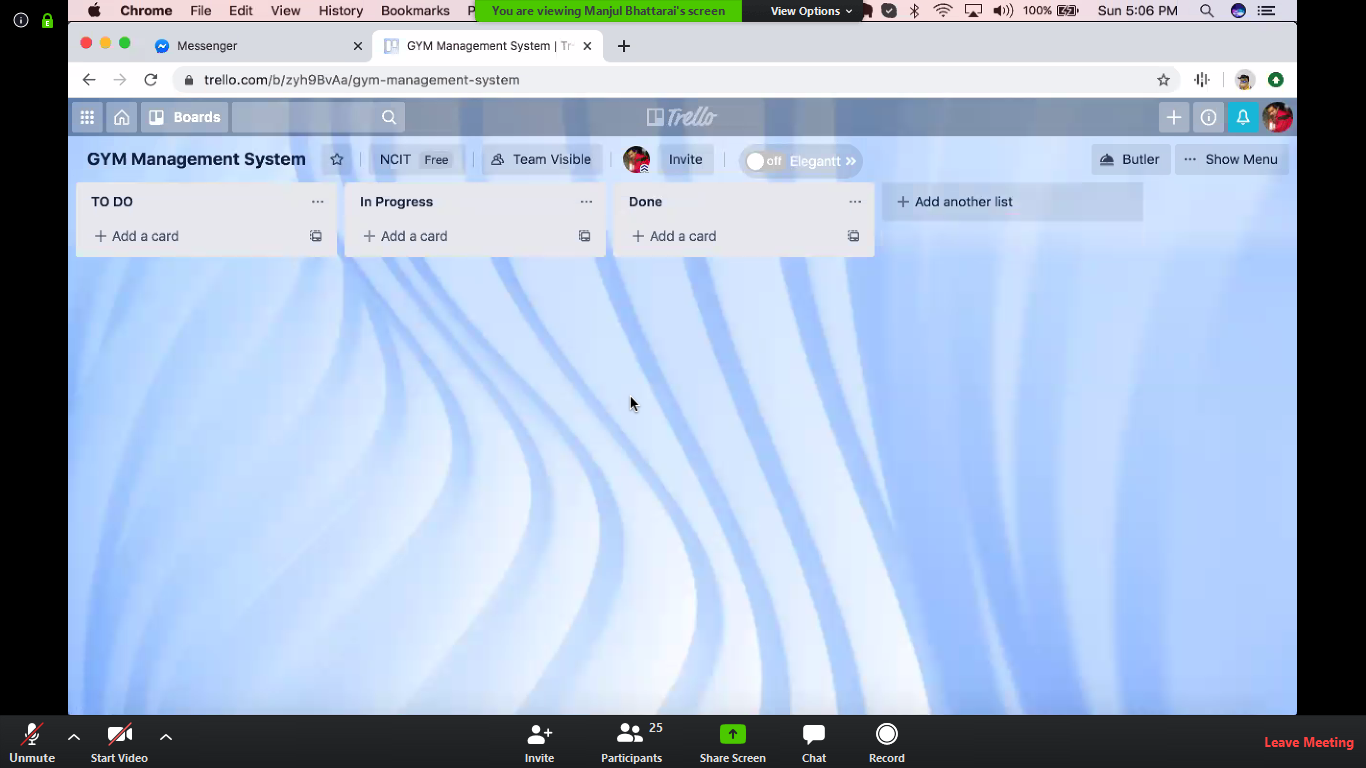 Chrome File Edit View History Bookmarks P You are viewing Manjul Bhattarai's screen View Options 100% Sun 5:06 PM
Messenger GYM Management System | Tr
trello.com/b/zyh9BvAa/gym-management-system
Boards Trello
GYM Management System NCIT Free Team Visible Invite off Elegantt Butler Show Menu
TO DO In Progress Done Add another list
Add a card Add a card Add a card
25
Unmute Start Video Invite Participants Share Screen Chat Record Leave Meeting